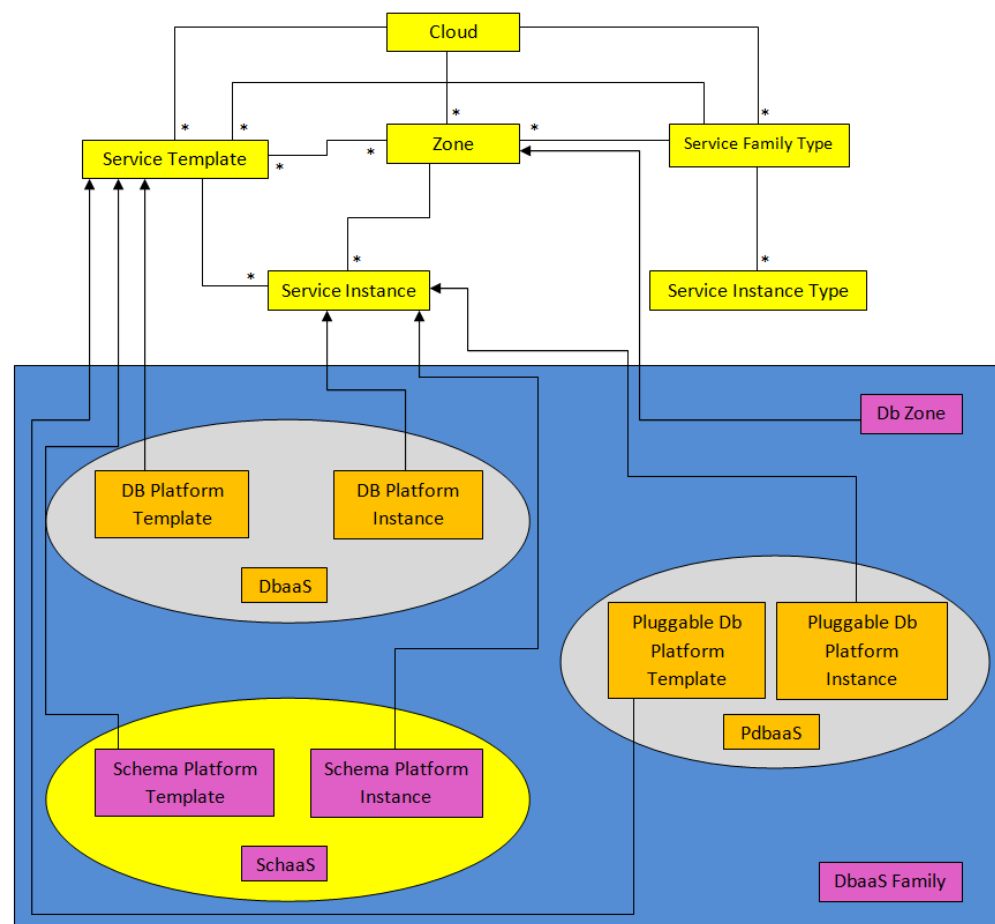 Cloud
*
*
*
*
*
Service Template
*
*
Zone
Service Family Type
*
*
*
Service Instance
Service Instance Type
Db Zone
DB Platform
Template
DB Platform
Instance
DbaaS
Pluggable Db
Platform
Template
Pluggable Db
Platform
Instance
PdbaaS
Schema Platform
Template
Schema Platform
Instance
SchaaS
DbaaS Family